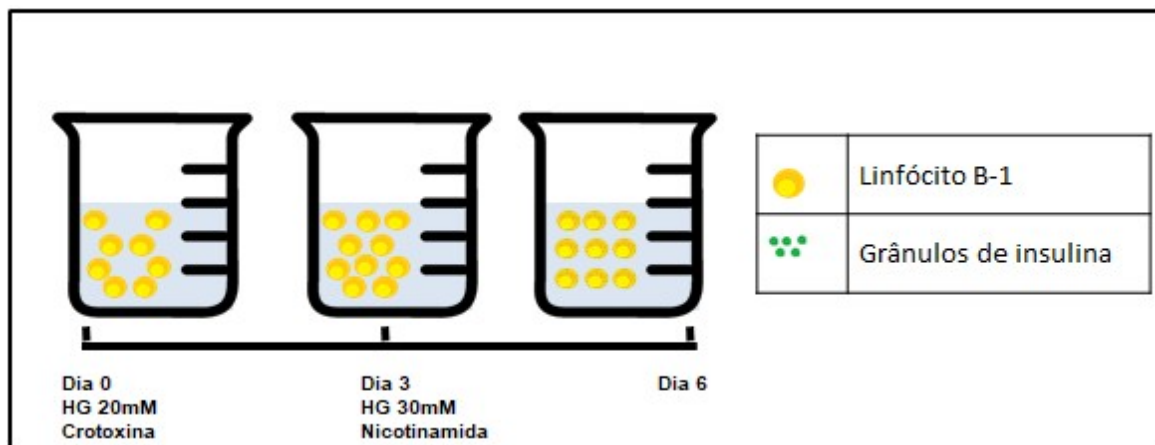 Linfócito B-1
Grânulos de insulina
Dia 0
HG 20mM
Crotoxina
Dia 3
HG 30mM
Nicotinamida
Dia 6